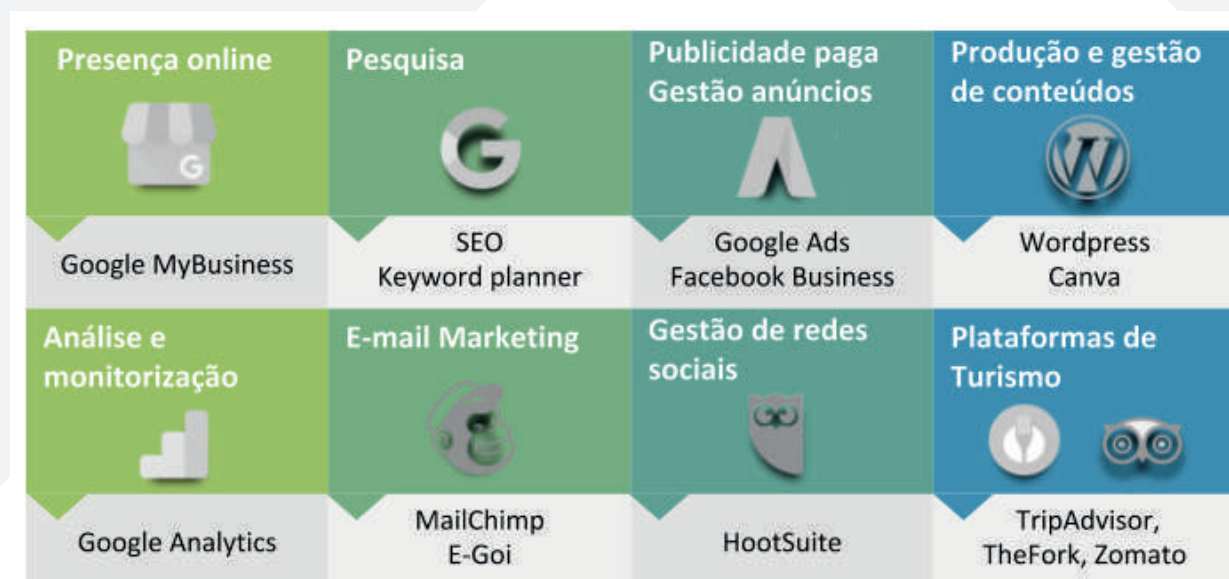 Presença online
Google MyBusiness
Pesquisa
SEO
Keyword planner
Publicidade paga
Gestão anúncios
Google Ads
Facebook Business
Produção e gestão
de conteúdos
Wordpress
Canva
Análise e
monitorização
Google Analytics
E-mail Marketing
MailChimp
E-Goi
Gestão de redes
sociais
HootSuite
Plataformas de
Turismo
TripAdvisor,
TheFork, Zomato